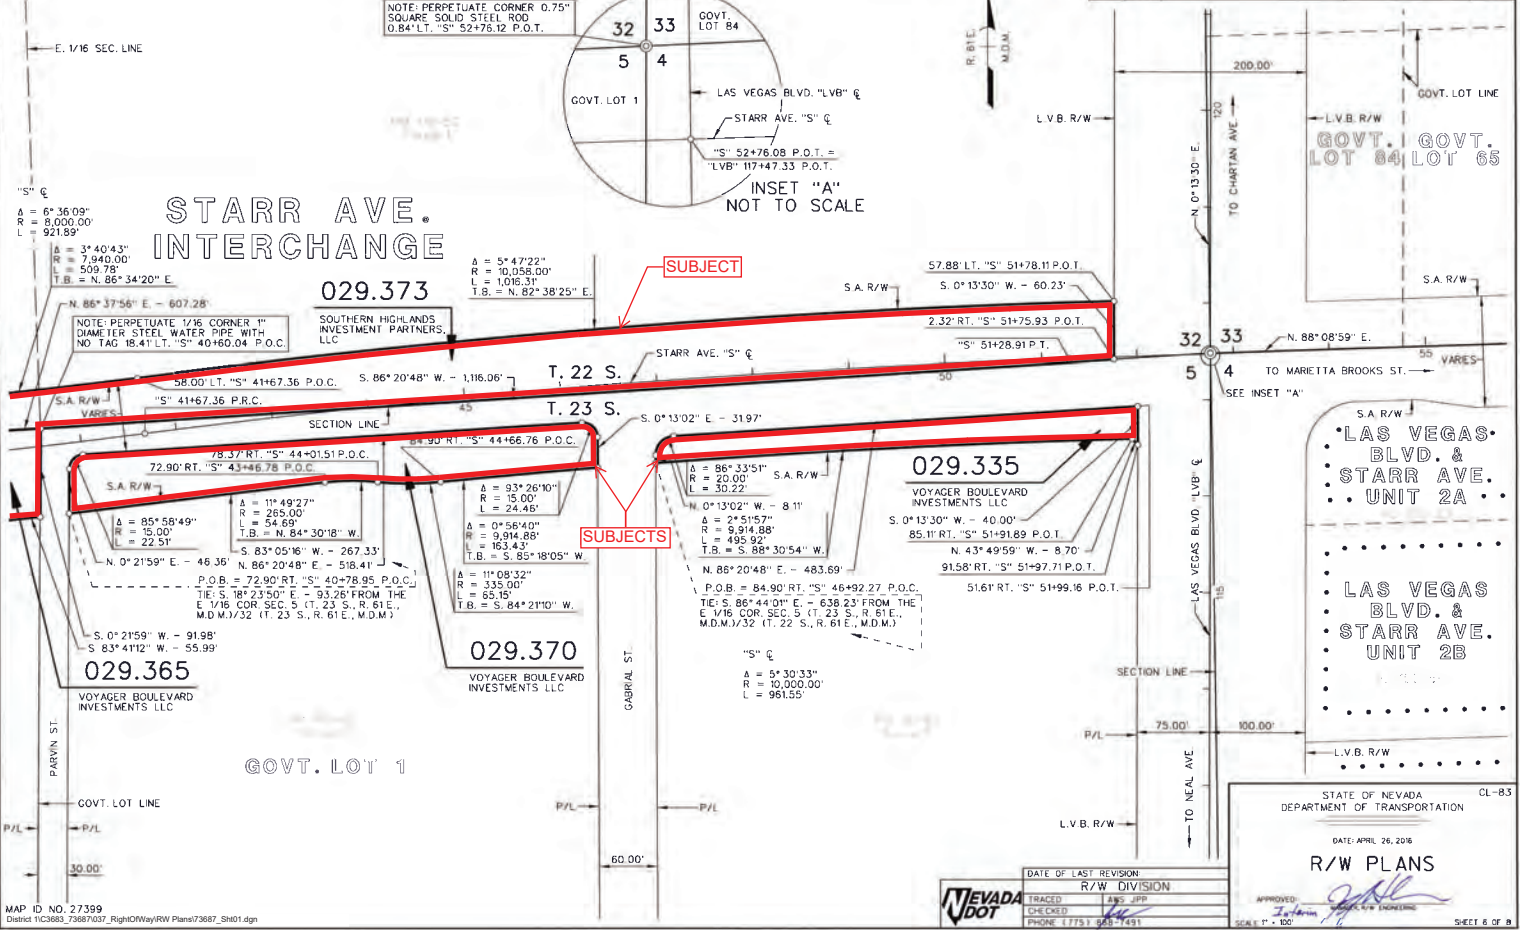 NOTE: PERPETUATE CORNER 0.75"
SQUARE SOLID STEEL ROD
0.84' LT. "S" 52+76.12 P.O.T.
E. 1/16 SEC. LINE
32 33
5 4
GOVT.
LOT 84
GOVT. LOT 1
LAS VEGAS BLVD. "LVB" ℄
STARR AVE. "S" ℄
"S" 52+76.08 P.O.T. =
"LVB" 117+47.33 P.O.T.
INSET "A"
NOT TO SCALE
R. 61 E.
M.D.M.
200.00'
GOVT. LOT LINE
L.V.B. R/W
L.V.B. R/W
120
TO CHARTAN AVE
N. 0° 13'30" E.
GOVT.
LOT 84
GOVT.
LOT 65
"S" ℄
Δ = 6° 36'09"
R = 8,000.00'
L = 921.89'
STARR AVE.
INTERCHANGE
Δ = 3° 40'43"
R = 7,940.00'
L = 509.78'
T.B. = N. 86° 34'20" E.
N. 86° 37'56" E. - 607.28'
NOTE: PERPETUATE 1/16 CORNER 1"
DIAMETER STEEL WATER PIPE WITH
NO TAG 18.41' LT. "S" 40+60.04 P.O.C.
029.373
SOUTHERN HIGHLANDS
INVESTMENT PARTNERS,
LLC
Δ = 5° 47'22"
R = 10,058.00'
L = 1,016.31'
T.B. = N. 82° 38'25" E.
SUBJECT
57.88' LT. "S" 51+78.11 P.O.T.
S.A. R/W
S. 0° 13'30" W. - 60.23'
2.32' RT. "S" 51+75.93 P.O.T.
"S" 51+28.91 P.T.
S.A. R/W
32 33
5 4
N. 88° 08'59" E.
55
VARIES
TO MARIETTA BROOKS ST.
SEE INSET "A"
58.00' LT. "S" 41+67.36 P.O.C.
S. 86° 20'48" W. - 1,116.06'
STARR AVE. "S" ℄
T. 22 S.
50
S.A. R/W
VARIES
"S" 41+67.36 P.R.C.
45
T. 23 S.
SECTION LINE
S. 0° 13'02" E. - 31.97'
84.90' RT. "S" 44+66.76 P.O.C.
78.37' RT. "S" 44+01.51 P.O.C.
72.90' RT. "S" 43+46.78 P.O.C.
S.A. R/W
S.A. R/W
LAS VEGAS
BLVD. &
STARR AVE.
UNIT 2A
Δ = 85° 58'49"
R = 15.00'
L = 22.51'
Δ = 11° 49'27"
R = 265.00'
L = 54.69'
T.B. = N. 84° 30'18" W.
Δ = 93° 26'10"
R = 15.00'
L = 24.46'
Δ = 0° 56'40"
R = 9,914.88'
L = 163.43'
T.B. = S. 85° 18'05" W.
SUBJECTS
Δ = 86° 33'51"
R = 20.00'
L = 30.22'
S.A. R/W
N. 0° 13'02" W. - 8.11'
Δ = 2° 51'57"
R = 9,914.88'
L = 495.92'
T.B. = S. 88° 30'54" W.
029.335
VOYAGER BOULEVARD
INVESTMENTS LLC
S. 0° 13'30" W. - 40.00'
85.11' RT. "S" 51+91.89 P.O.T.
N. 43° 49'59" W. - 8.70'
91.58' RT. "S" 51+97.71 P.O.T.
51.61' RT. "S" 51+99.16 P.O.T.
LAS VEGAS BLVD. "LVB" ℄
115
N. 0° 21'59" E. - 46.36'
S. 83° 05'16" W. - 267.33'
N. 86° 20'48" E. - 518.41'
P.O.B. = 72.90' RT. "S" 40+78.95 P.O.C.
TIE: S. 18° 23'50" E. - 93.26' FROM THE
E 1/16 COR. SEC. 5 (T. 23 S., R. 61 E.,
M.D.M.)/32 (T. 22 S., R. 61 E., M.D.M.)
Δ = 11° 08'32"
R = 335.00'
L = 65.15'
T.B. = S. 84° 21'10" W.
N. 86° 20'48" E. - 483.69'
P.O.B. = 84.90' RT. "S" 46+92.27 P.O.C.
TIE: S. 86° 44'01" E. - 638.23' FROM THE
E 1/16 COR. SEC. 5 (T. 23 S., R. 61 E.,
M.D.M.)/32 (T. 22 S., R. 61 E., M.D.M.)
LAS VEGAS
BLVD. &
STARR AVE.
UNIT 2B
S. 0° 21'59" W. - 91.98'
S 83° 41'12" W. - 55.99'
029.365
VOYAGER BOULEVARD
INVESTMENTS LLC
029.370
VOYAGER BOULEVARD
INVESTMENTS LLC
"S" ℄
Δ = 5° 30'33"
R = 10,000.00'
L = 961.55'
SECTION LINE
GABRIAL ST.
PARVIN ST.
GOVT. LOT 1
75.00'
100.00'
P/L
L.V.B. R/W
TO NEAL AVE
GOVT. LOT LINE
P/L
P/L
P/L
P/L
L.V.B. R/W
30.00'
60.00'
STATE OF NEVADA
CL-83
DEPARTMENT OF TRANSPORTATION
DATE: APRIL 26, 2016
R/W PLANS
APPROVED:
Interim
MANAGER, R/W ENGINEERING
SCALE 1" = 100'
SHEET 6 OF 8
NEVADA
DOT
DATE OF LAST REVISION:
R/W DIVISION
TRACED AWS JPP
CHECKED
PHONE (775) 888-7491
MAP ID NO. 27399
District 1\C3683_73687\037_RightOfWay\RW Plans\73687_Sht01.dgn